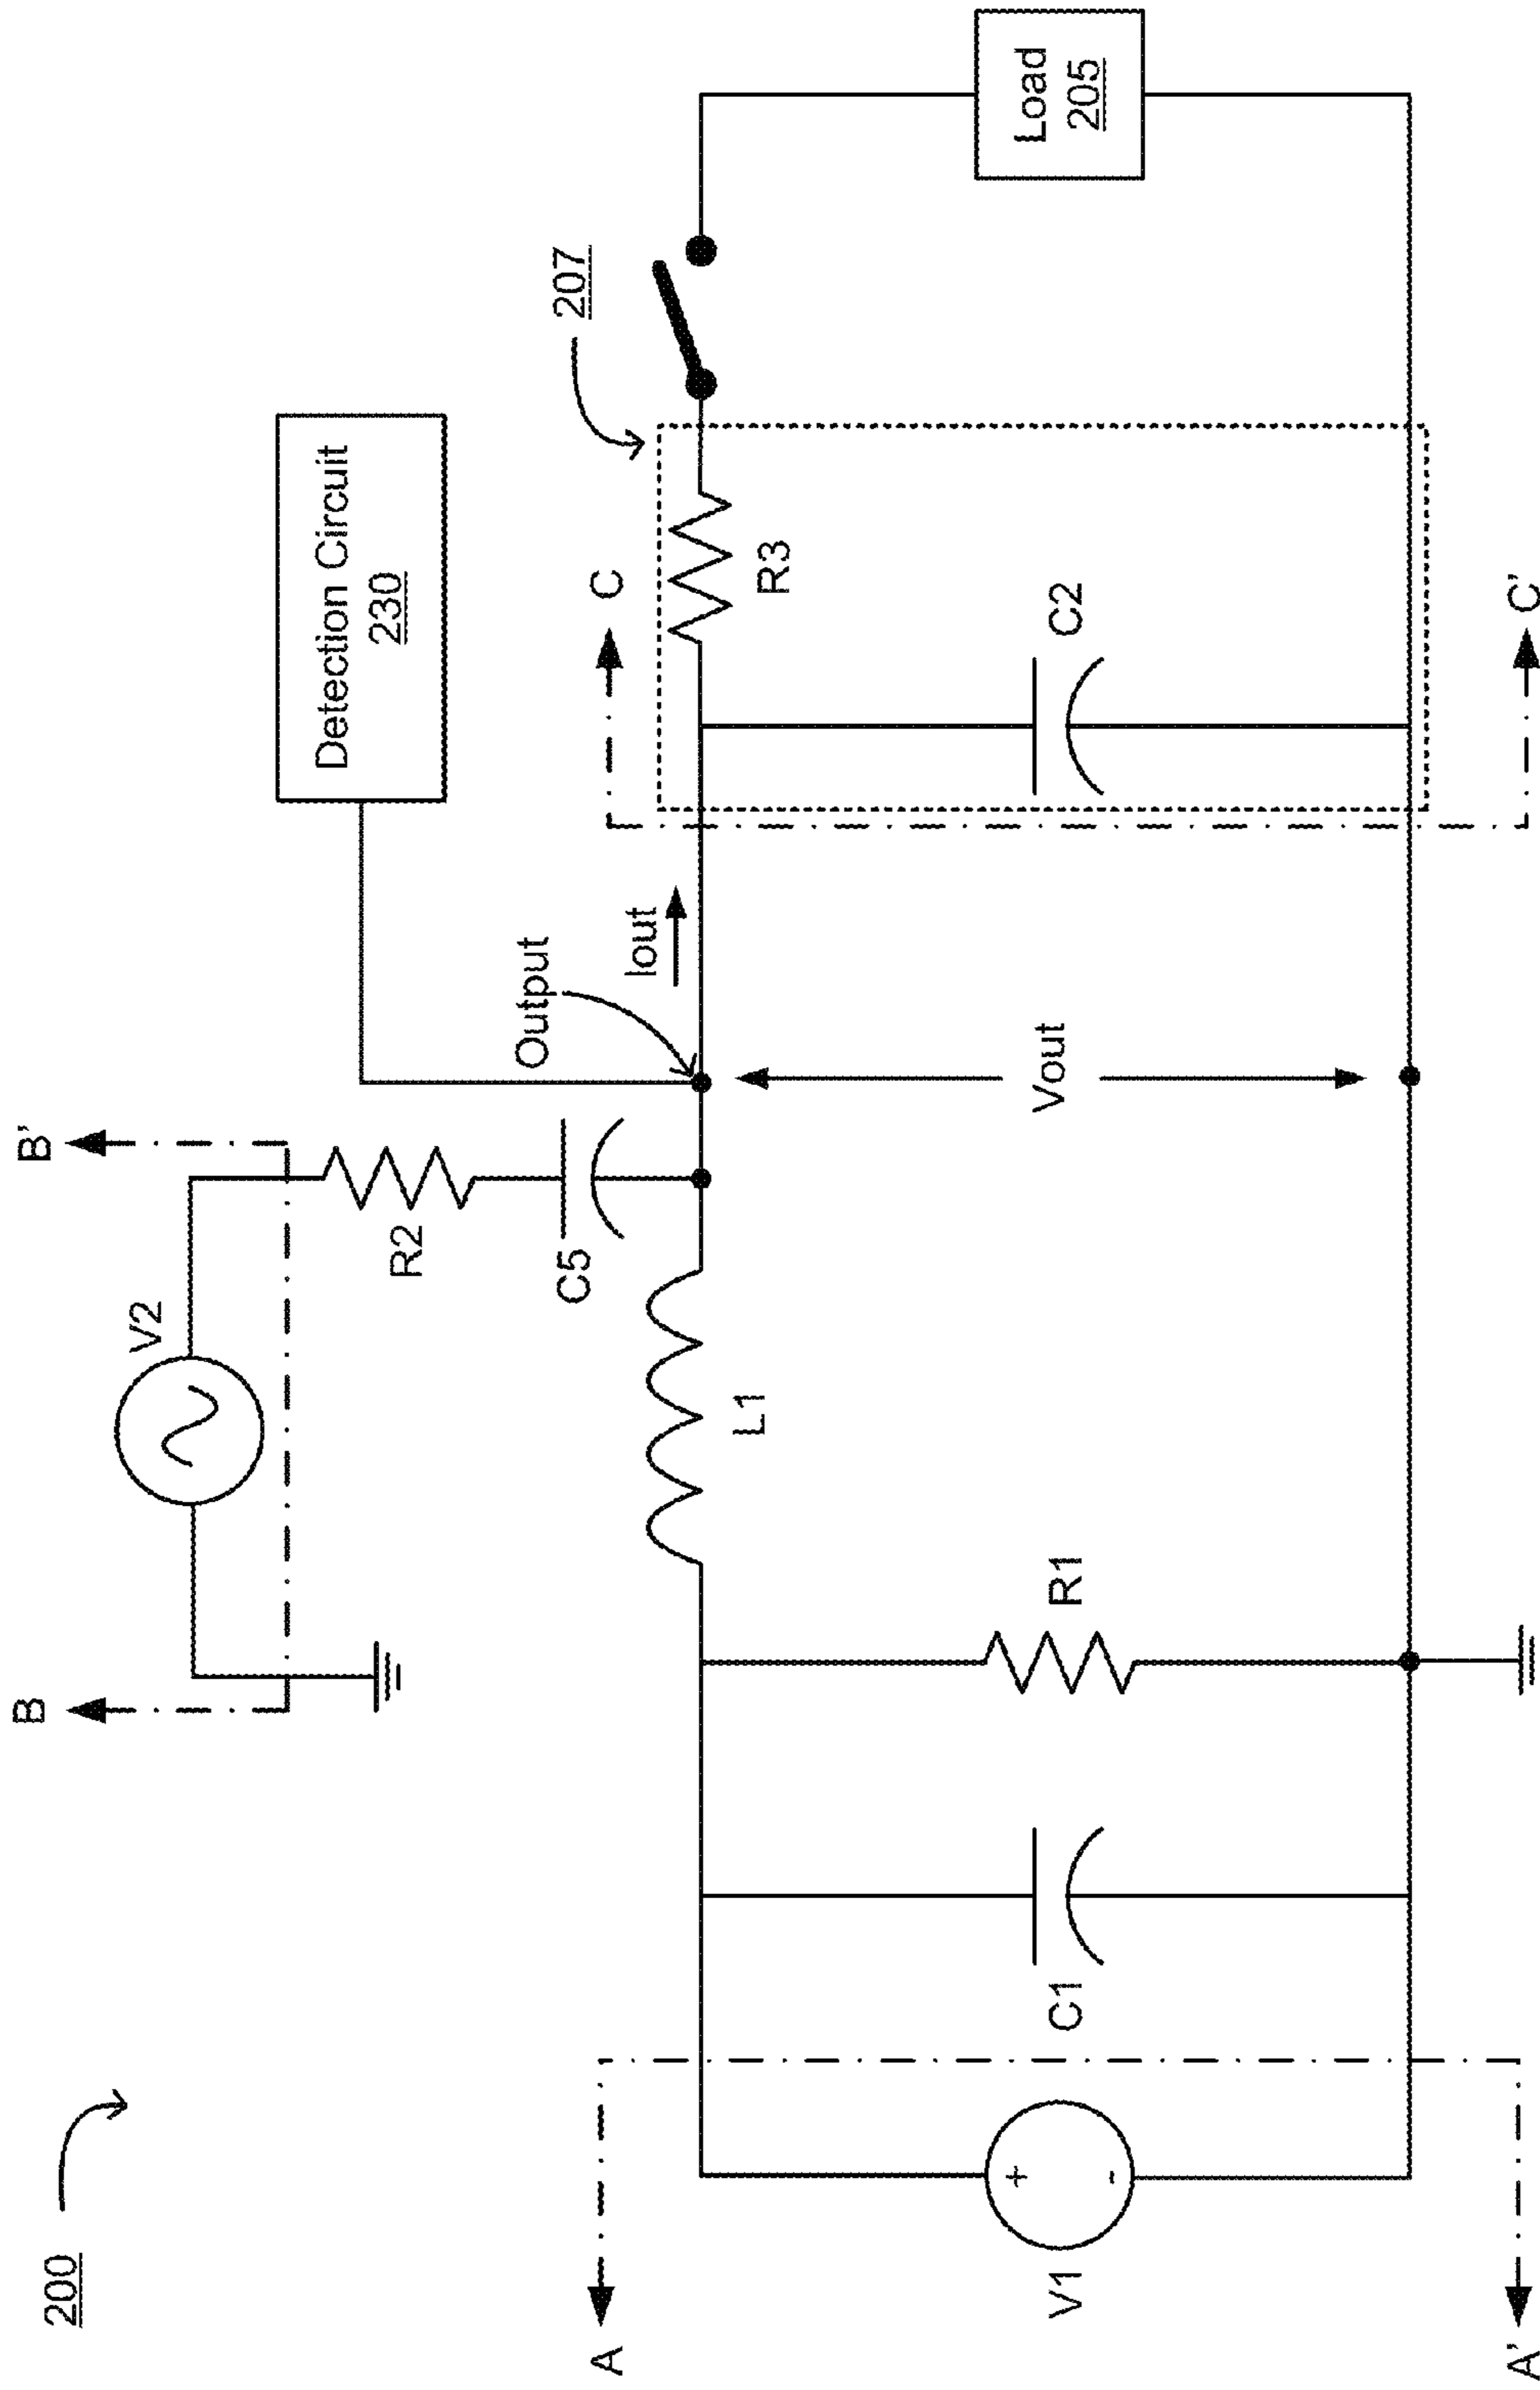 200
B
B'
V2
R2
C5
Detection Circuit
230
Output
Iout
207
C
R3
C2
C'
Load
205
L1
R1
Vout
C1
V1
+
-
A
A'